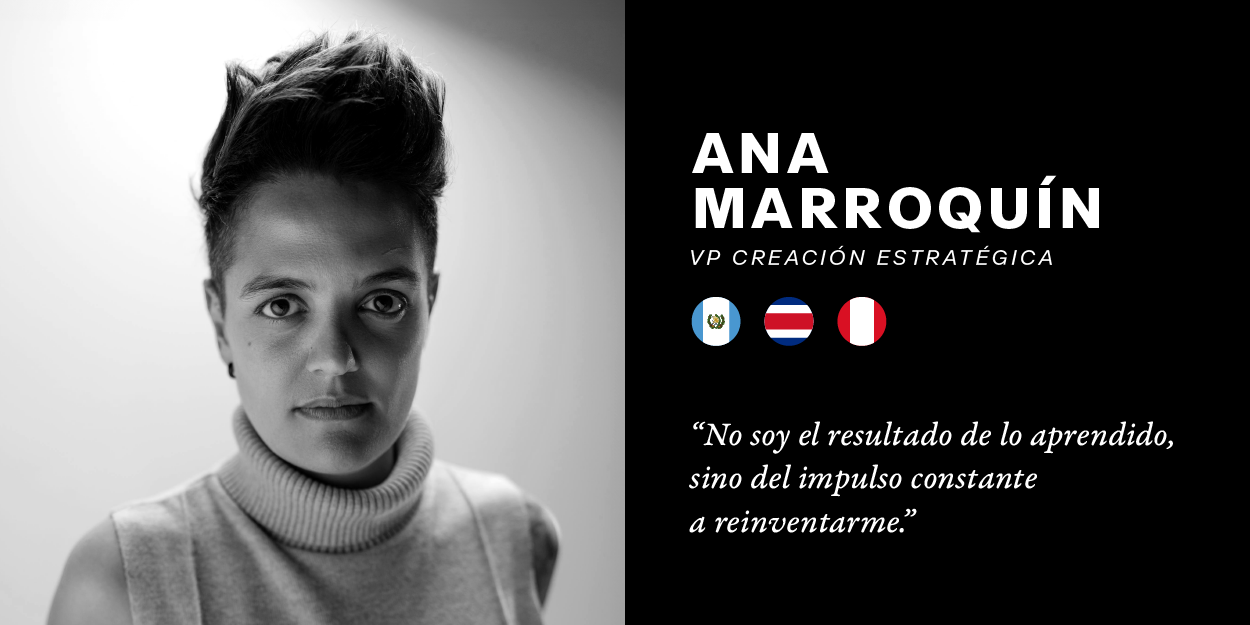 ANA
MARROQUÍN
VP CREACIÓN ESTRATÉGICA
“No soy el resultado de lo aprendido,
sino del impulso constante
a reinventarme.”